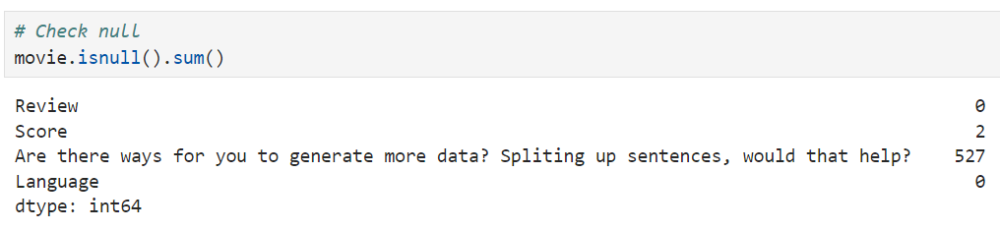 # Check null
movie.isnull().sum()
Review 0
Score 2
Are there ways for you to generate more data? Spliting up sentences, would that help? 527
Language 0
dtype: int64